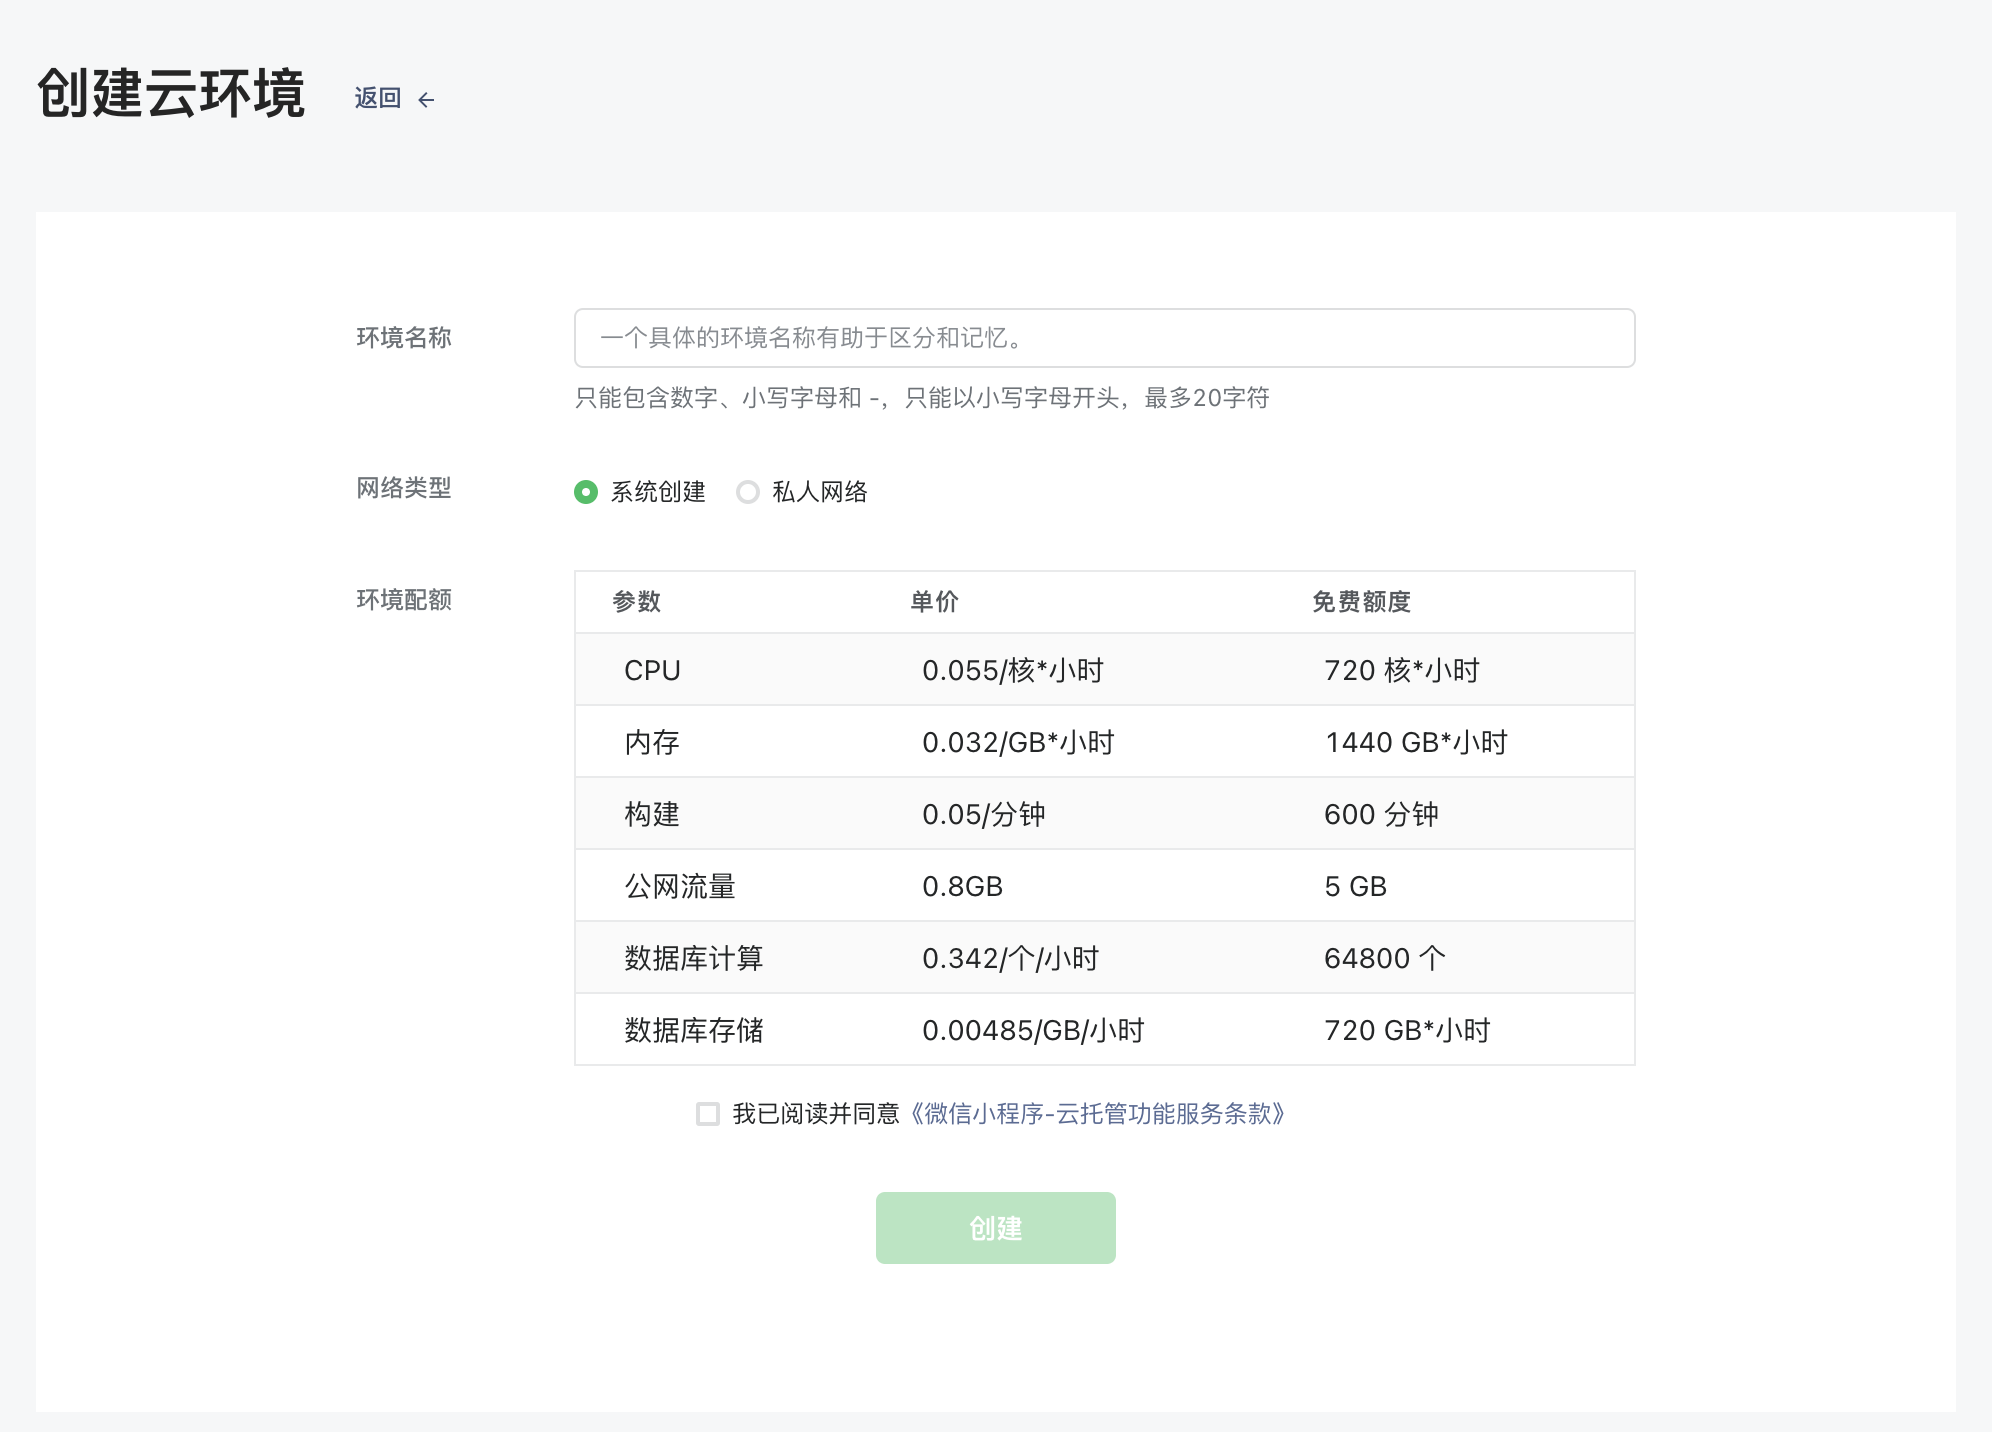 创建云环境 返回 ←
环境名称 一个具体的环境名称有助于区分和记忆。
只能包含数字、小写字母和 -，只能以小写字母开头，最多20字符
网络类型 系统创建 私人网络
环境配额 参数 单价 免费额度
CPU 0.055/核*小时 720 核*小时
内存 0.032/GB*小时 1440 GB*小时
构建 0.05/分钟 600 分钟
公网流量 0.8GB 5 GB
数据库计算 0.342/个/小时 64800 个
数据库存储 0.00485/GB/小时 720 GB*小时
我已阅读并同意《微信小程序-云托管功能服务条款》
创建